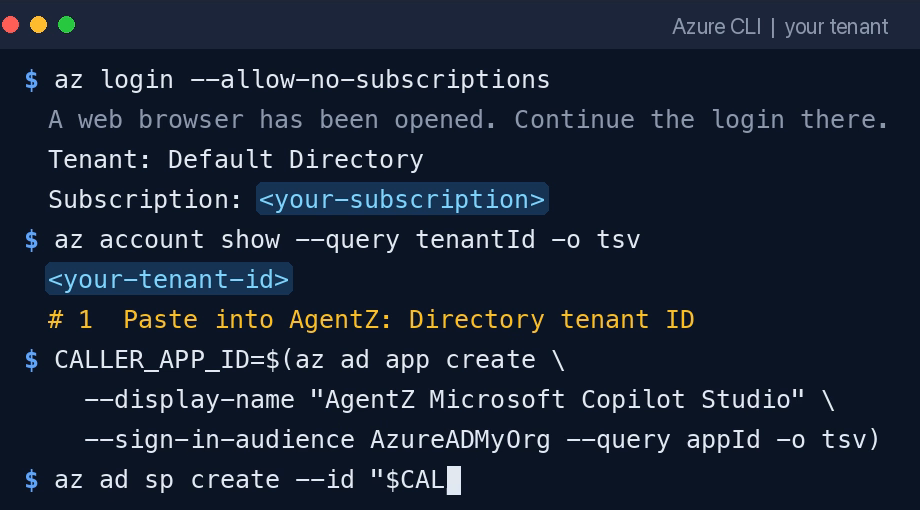 Azure CLI | your tenant
$ az login --allow-no-subscriptions
A web browser has been opened. Continue the login there.
Tenant: Default Directory
Subscription: <your-subscription>
$ az account show --query tenantId -o tsv
<your-tenant-id>
# 1  Paste into AgentZ: Directory tenant ID
$ CALLER_APP_ID=$(az ad app create \
--display-name "AgentZ Microsoft Copilot Studio" \
--sign-in-audience AzureADMyOrg --query appId -o tsv)
$ az ad sp create --id "$CAL